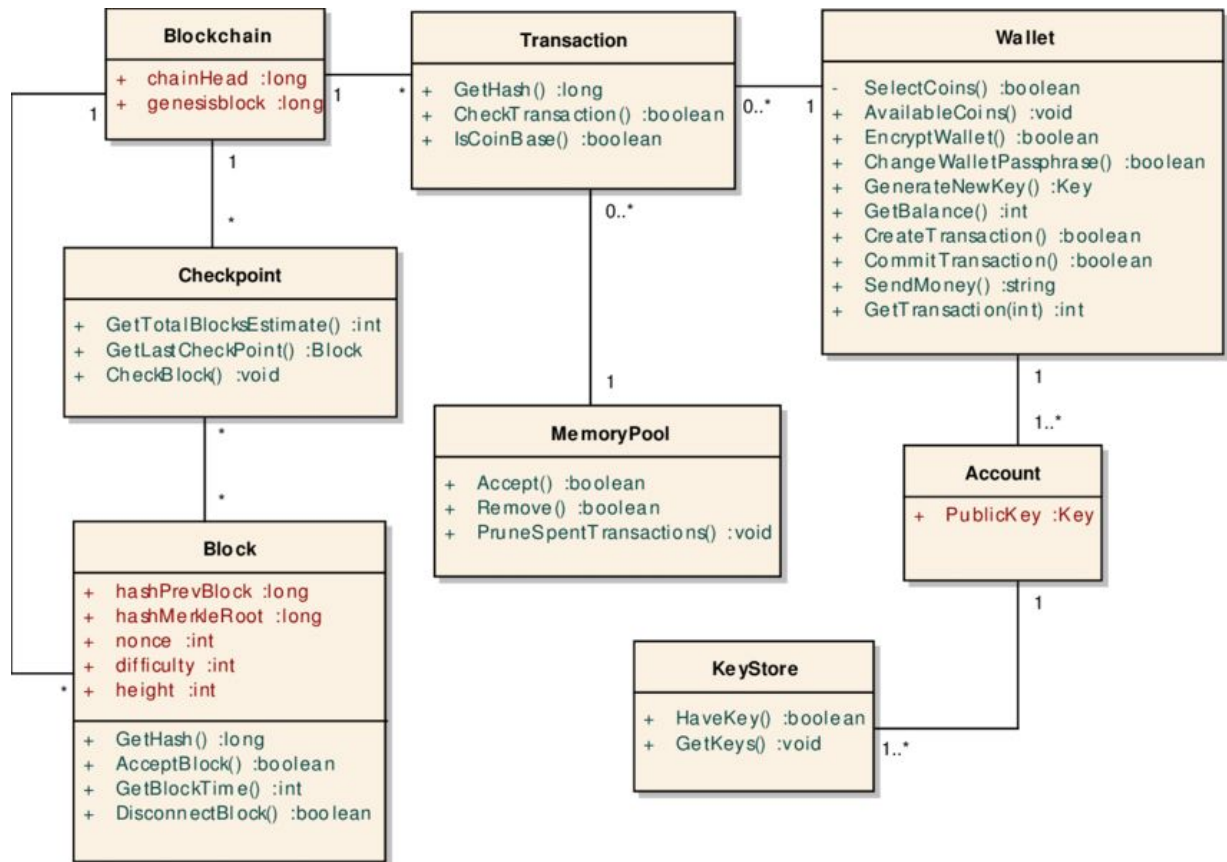 Blockchain
+ chainHead :long
+ genesisblock :long
1
1
*
1
*
Transaction
+ GetHash() :long
+ CheckTransaction() :boolean
+ IsCoinBase() :boolean
0..*
1
0..*
1
Wallet
- SelectCoins() :boolean
+ AvailableCoins() :void
+ EncryptWallet() :boolean
+ ChangeWalletPassphrase() :boolean
+ GenerateNewKey() :Key
+ GetBalance() :int
+ CreateTransaction() :boolean
+ CommitTransaction() :boolean
+ SendMoney() :string
+ GetTransaction(int) :int
1
1..*
Checkpoint
+ GetTotalBlocksEstimate() :int
+ GetLastCheckPoint() :Block
+ CheckBlock() :void
*
*
MemoryPool
+ Accept() :boolean
+ Remove() :boolean
+ PruneSpentTransactions() :void
Account
+ PublicKey :Key
1
Block
+ hashPrevBlock :long
+ hashMerkleRoot :long
+ nonce :int
+ difficulty :int
+ height :int
*
+ GetHash() :long
+ AcceptBlock() :boolean
+ GetBlockTime() :int
+ DisconnectBlock() :boolean
KeyStore
+ HaveKey() :boolean
+ GetKeys() :void
1..*